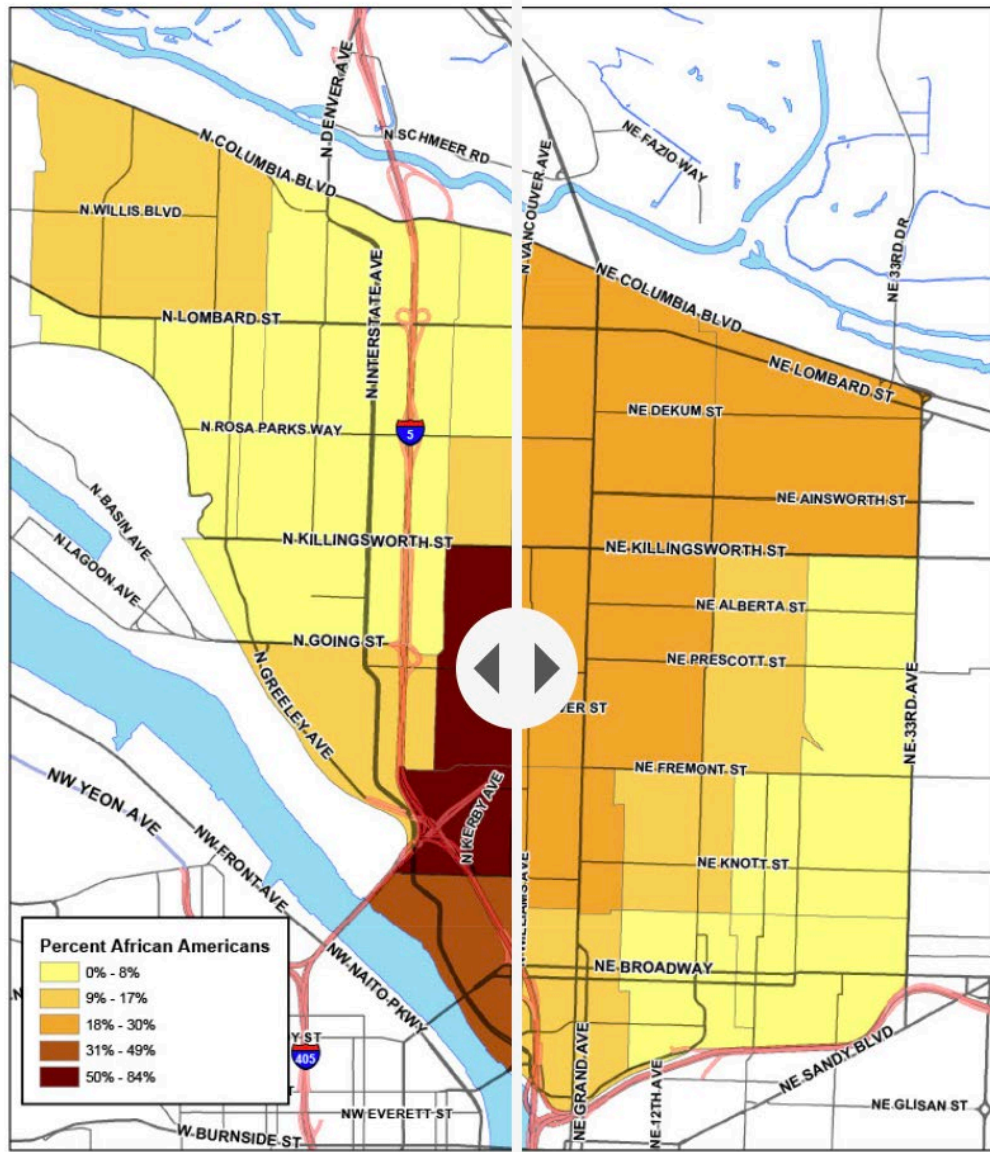 N DENVER AVE
N SCHMEER RD
N COLUMBIA BLVD
N WILLIS BLVD
N INTERSTATE AVE
N LOMBARD ST
N ROSA PARKS WAY
5
N BASIN AVE
N LAGOON AVE
N KILLINGSWORTH ST
N GOING ST
N GREELEY AVE
N KERBY AVE
NW YEON AVE
NW FRONT AVE
NW NAITO PKWY
Percent African Americans
0% - 8%
9% - 17%
18% - 30%
31% - 49%
50% - 84%
Y ST
405
NW EVERETT ST
W BURNSIDE ST
N VANCOUVER AVE
NE FAZIO WAY
NE 33RD DR
NE COLUMBIA BLVD
NE LOMBARD ST
NE DEKUM ST
NE AINSWORTH ST
NE KILLINGSWORTH ST
NE ALBERTA ST
NE PRESCOTT ST
VER ST
NE 33RD AVE
NE FREMONT ST
NE KNOTT ST
N WILLIAMS AVE
NE BROADWAY
NE GRAND AVE
NE 12TH AVE
NE SANDY BLVD
NE GLISAN ST